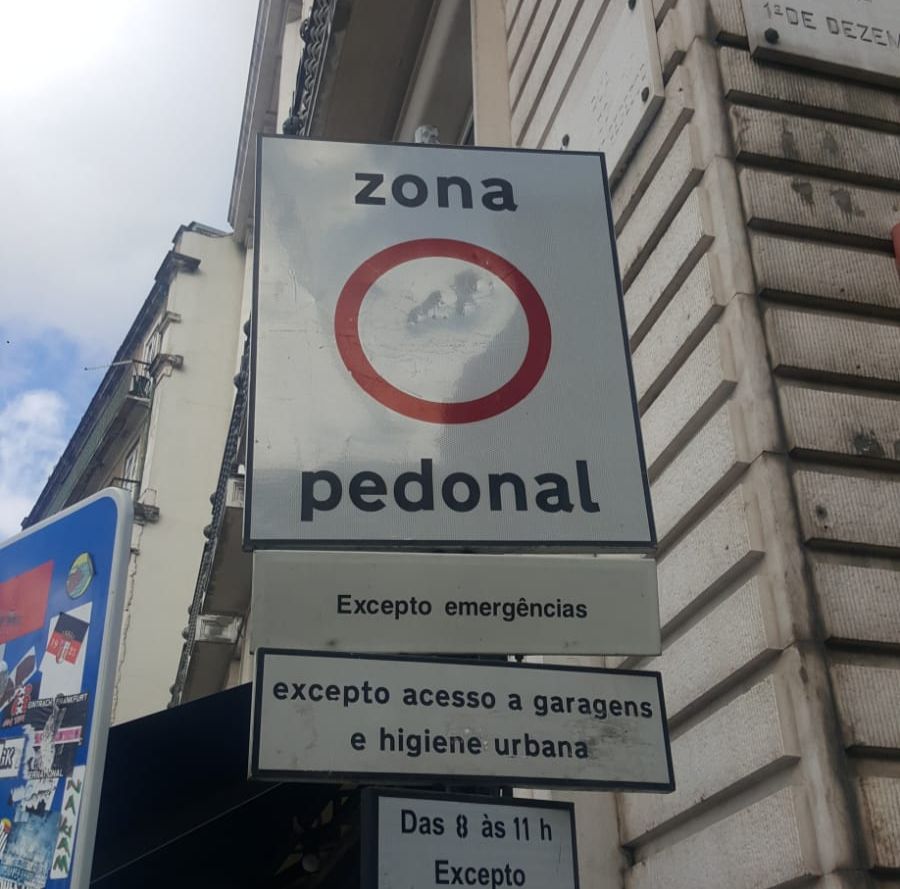 1º DE DEZEM
zona
pedonal
Excepto emergências
excepto acesso a garagens
e higiene urbana
Das 8 às 11 h
Excepto